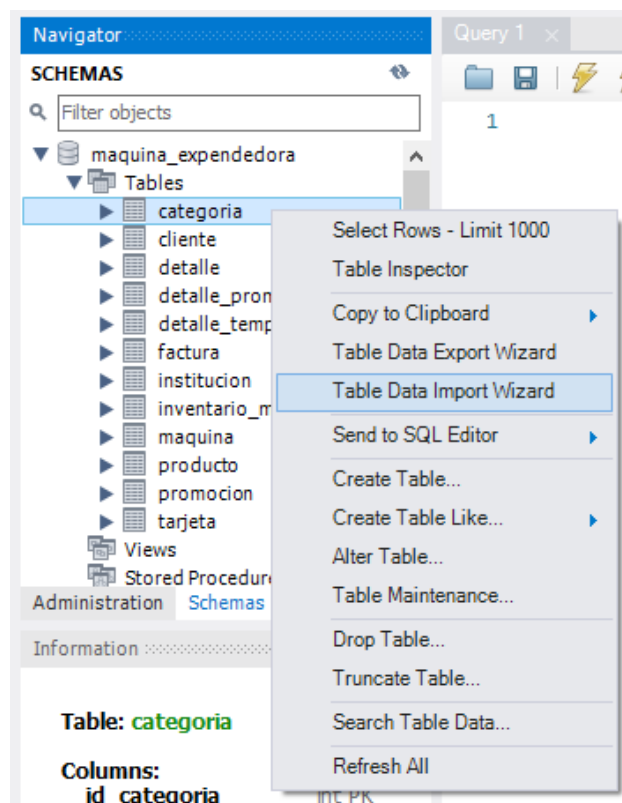 Navigator
Query 1
SCHEMAS
Filter objects
1
maquina_expendedora
Tables
categoria
cliente
detalle
detalle_prom
detalle_temp
factura
institucion
inventario_m
maquina
producto
promocion
tarjeta
Views
Stored Procedur
Administration Schemas
Information
Table: categoria
Columns:
id_categoria int PK
Select Rows - Limit 1000
Table Inspector
Copy to Clipboard
Table Data Export Wizard
Table Data Import Wizard
Send to SQL Editor
Create Table...
Create Table Like...
Alter Table...
Table Maintenance...
Drop Table...
Truncate Table...
Search Table Data...
Refresh All